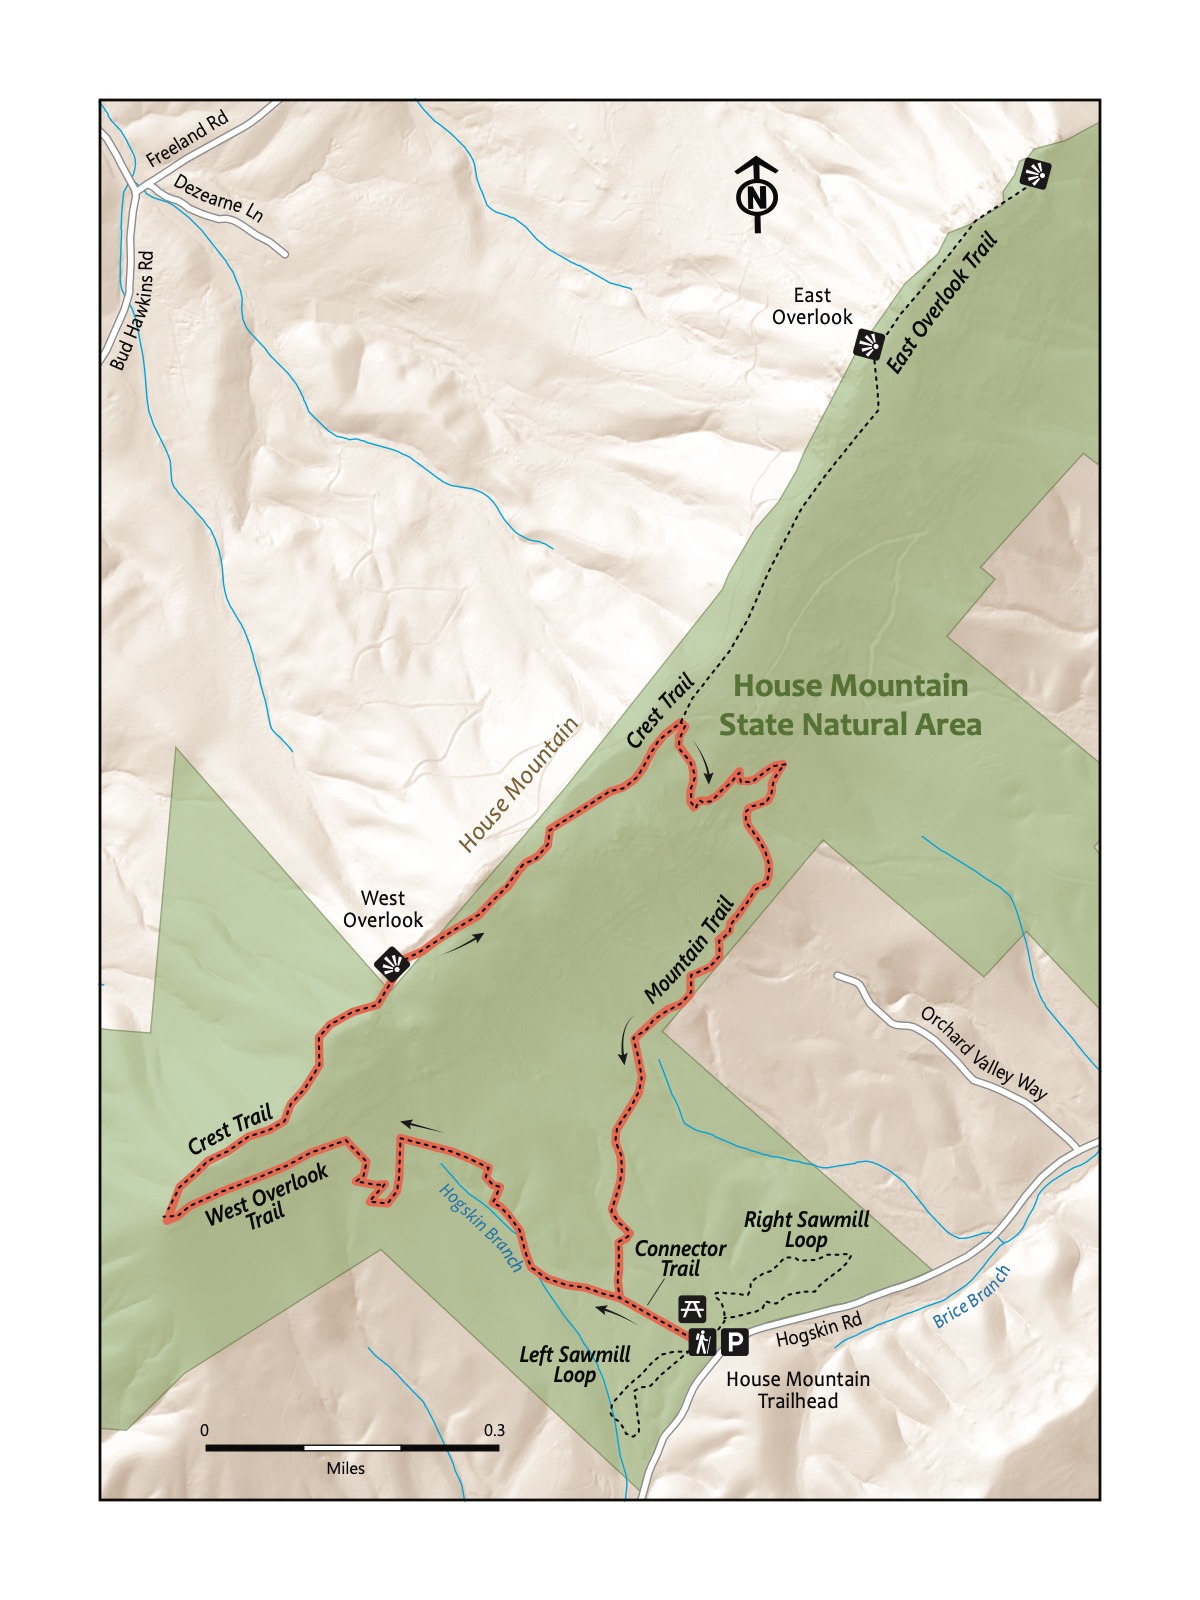 Freeland Rd
Dezearne Ln
Bud Hawkins Rd
N
East
Overlook
East Overlook Trail
Crest Trail
House Mountain
State Natural Area
House Mountain
West
Overlook
Mountain Trail
Orchard Valley Way
Crest Trail
West Overlook
Trail
Hogskin Branch
Right Sawmill
Loop
Connector
Trail
P
Hogskin Rd
Brice Branch
Left Sawmill
Loop
House Mountain
Trailhead
0
0.3
Miles